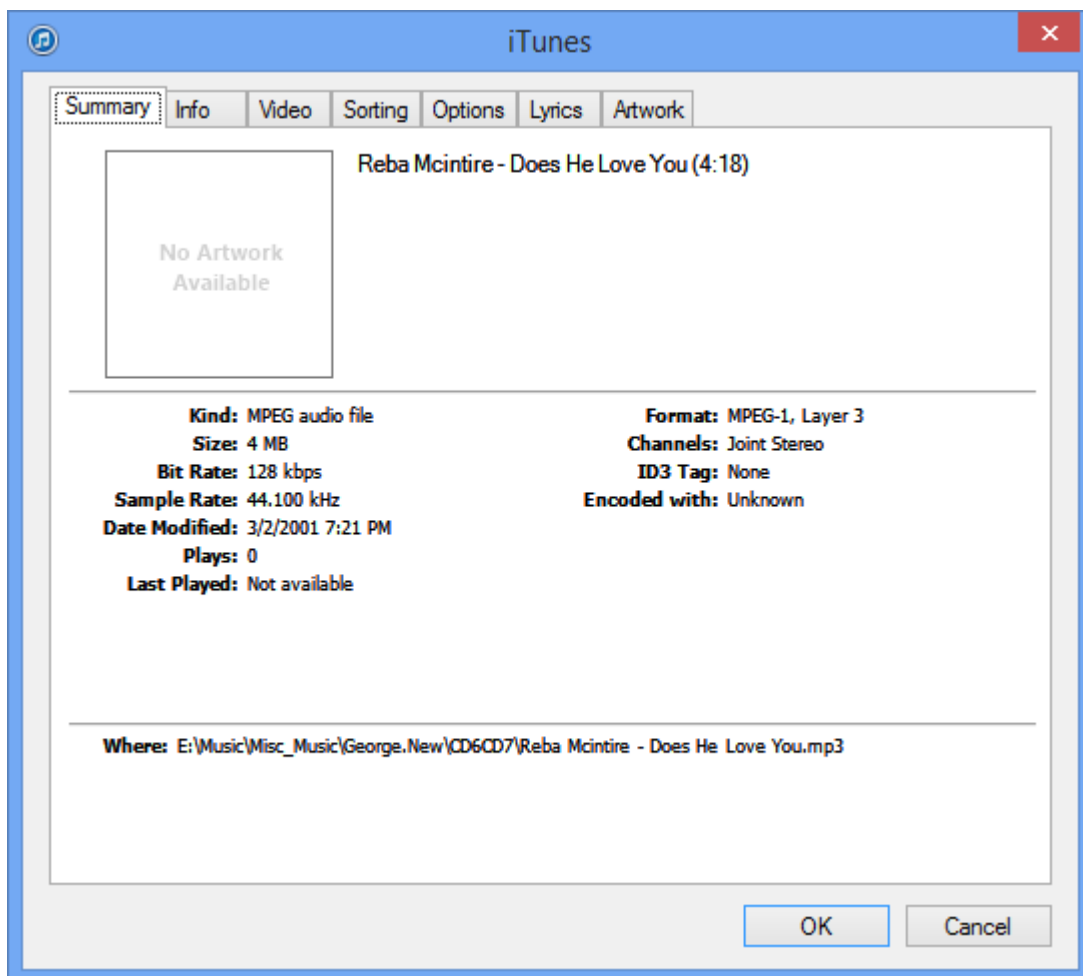 iTunes
Summary Info Video Sorting Options Lyrics Artwork
Reba Mcintire - Does He Love You (4:18)
No Artwork
Available
Kind: MPEG audio file
Size: 4 MB
Bit Rate: 128 kbps
Sample Rate: 44.100 kHz
Date Modified: 3/2/2001 7:21 PM
Plays: 0
Last Played: Not available
Format: MPEG-1, Layer 3
Channels: Joint Stereo
ID3 Tag: None
Encoded with: Unknown
Where: E:\Music\Misc_Music\George.New\CD6CD7\Reba Mcintire - Does He Love You.mp3
OK Cancel